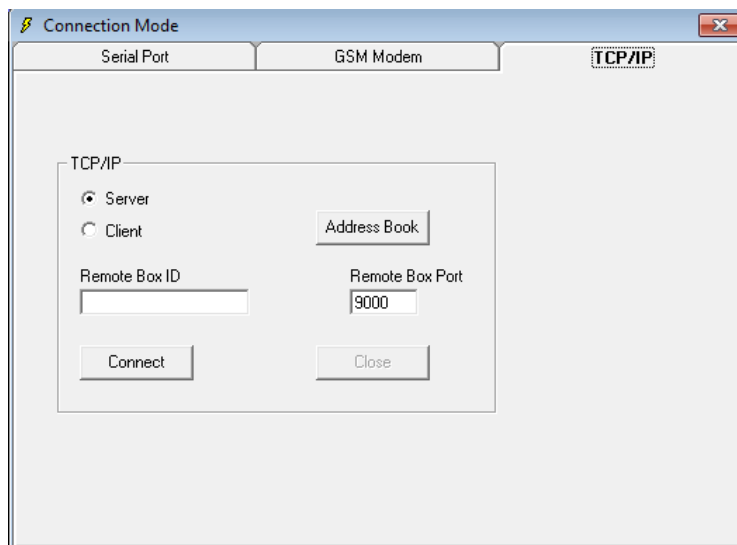 Connection Mode
Serial Port GSM Modem TCP/IP
TCP/IP
Server
Client
Address Book
Remote Box ID Remote Box Port
9000
Connect Close